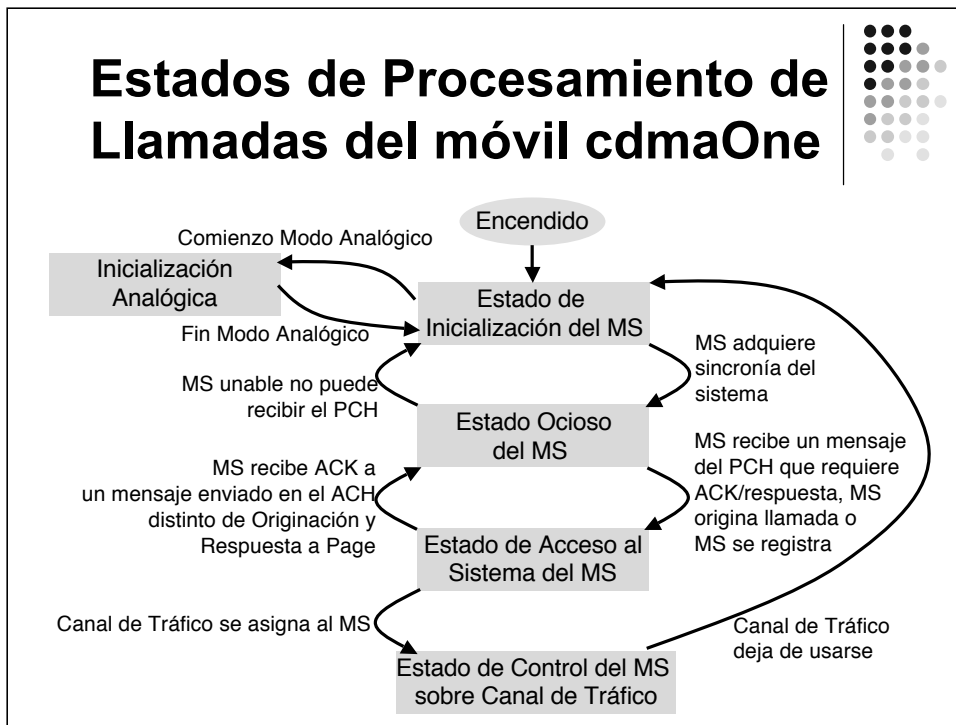 Estados de Procesamiento de
Llamadas del móvil cdmaOne
Encendido
Comienzo Modo Analógico
Inicialización
Analógica
Estado de
Inicialización del MS
Fin Modo Analógico
MS adquiere
sincronía del
sistema
MS unable no puede
recibir el PCH
Estado Ocioso
del MS
MS recibe un mensaje
del PCH que requiere
ACK/respuesta, MS
origina llamada o
MS se registra
MS recibe ACK a
un mensaje enviado en el ACH
distinto de Originación y
Respuesta a Page
Estado de Acceso al
Sistema del MS
Canal de Tráfico se asigna al MS
Canal de Tráfico
deja de usarse
Estado de Control del MS
sobre Canal de Tráfico